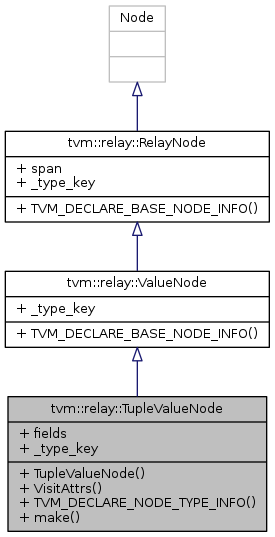 Node
tvm::relay::RelayNode
+ span
+ _type_key
+ TVM_DECLARE_BASE_NODE_INFO()
tvm::relay::ValueNode
+ _type_key
+ TVM_DECLARE_BASE_NODE_INFO()
tvm::relay::TupleValueNode
+ fields
+ _type_key
+ TupleValueNode()
+ VisitAttrs()
+ TVM_DECLARE_NODE_TYPE_INFO()
+ make()